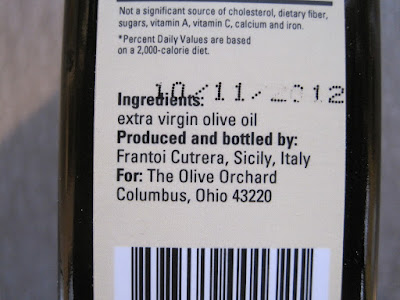 Not a significant source of cholesterol, dietary fiber,
sugars, vitamin A, vitamin C, calcium and iron.
*Percent Daily Values are based
on a 2,000-calorie diet.
10/11/2012
Ingredients:
extra virgin olive oil
Produced and bottled by:
Frantoi Cutrera, Sicily, Italy
For: The Olive Orchard
Columbus, Ohio 43220